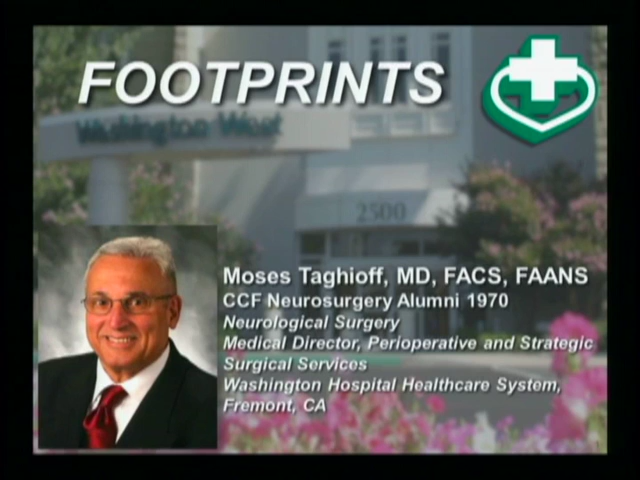 FOOTPRINTS
Washington West
2500
Moses Taghioff, MD, FACS, FAANS
CCF Neurosurgery Alumni 1970
Neurological Surgery
Medical Director, Perioperative and Strategic
Surgical Services
Washington Hospital Healthcare System,
Fremont, CA